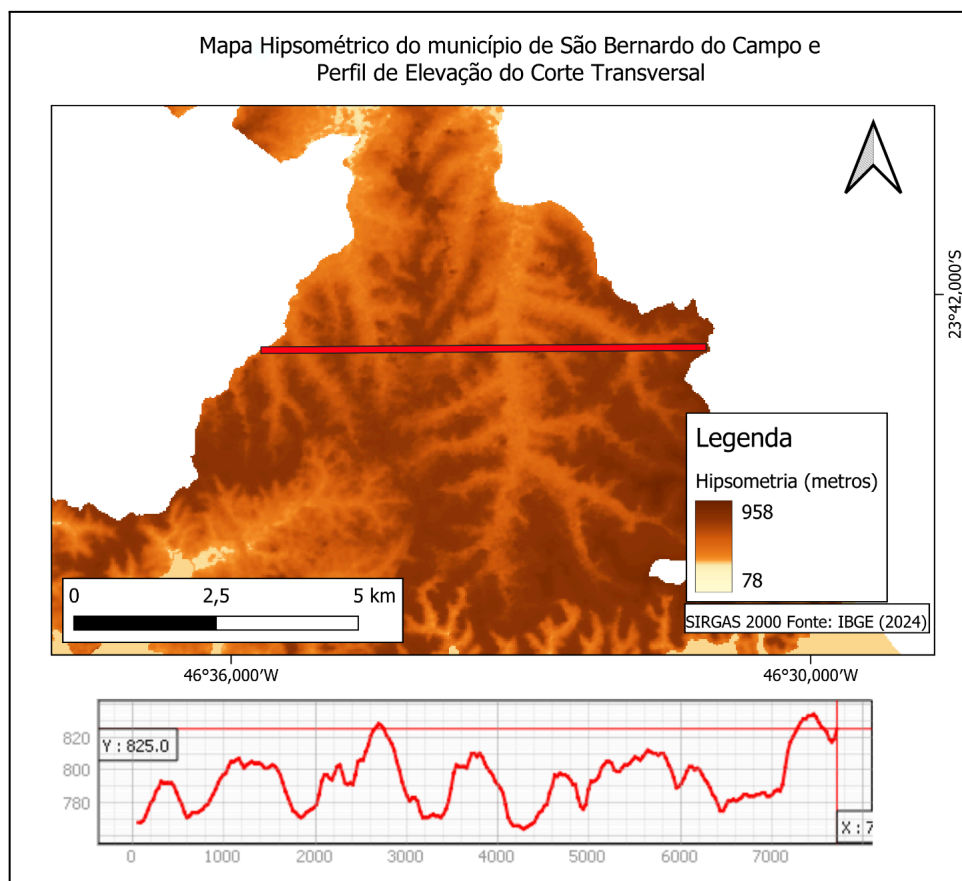 Mapa Hipsométrico do município de São Bernardo do Campo e
Perfil de Elevação do Corte Transversal
23°42,000'S
Legenda
Hipsometria (metros)
958
78
0 2,5 5 km
SIRGAS 2000 Fonte: IBGE (2024)
46°36,000'W 46°30,000'W
820
Y : 825.0
800
780
X : 7
0 1000 2000 3000 4000 5000 6000 7000